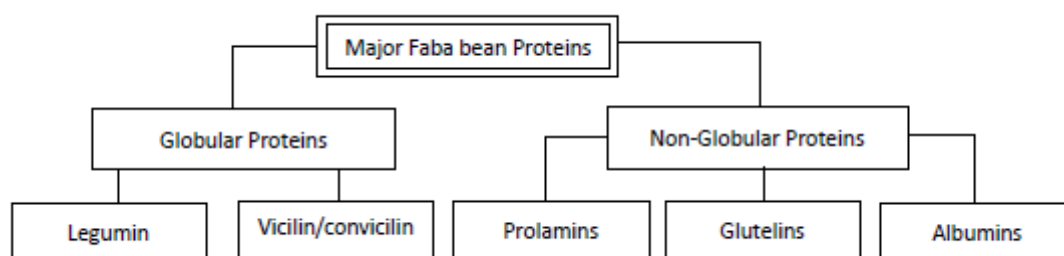 Major Faba bean Proteins
Globular Proteins
Non-Globular Proteins
Legumin
Vicilin/convicilin
Prolamins
Glutelins
Albumins